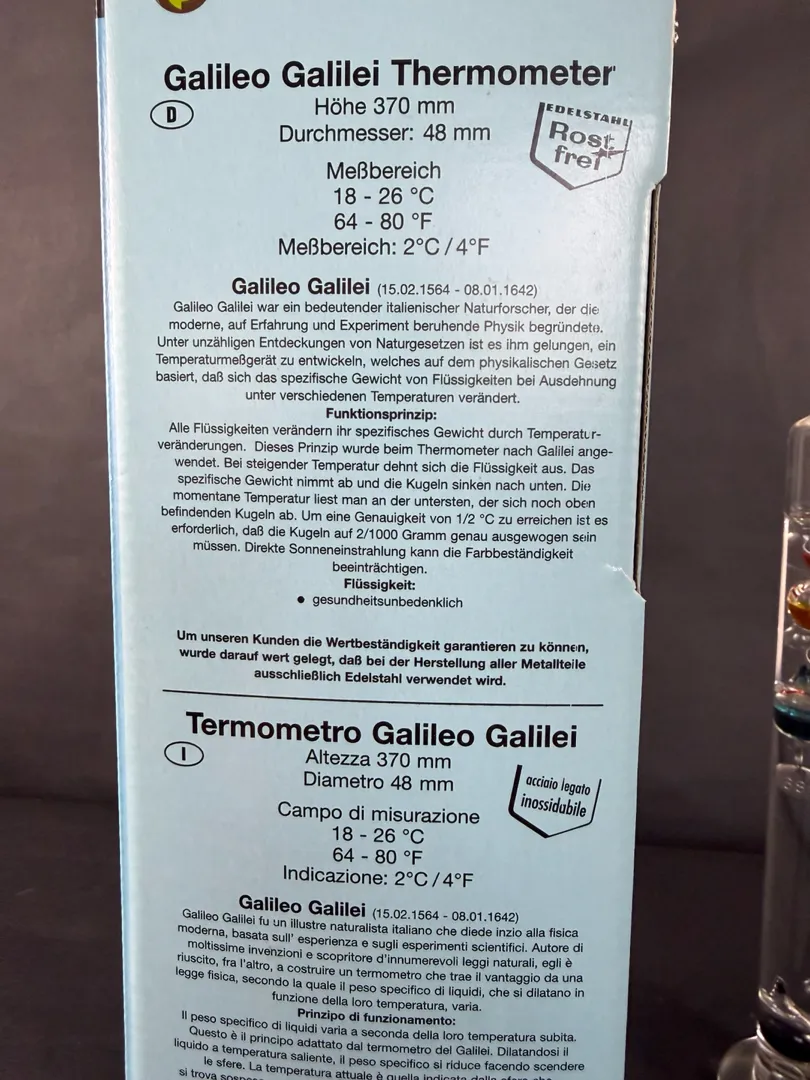 Galileo Galilei Thermometer
D
Höhe 370 mm
Durchmesser: 48 mm
EDELSTAHL
Rost
frei
Meßbereich
18 - 26 °C
64 - 80 °F
Meßbereich: 2°C / 4°F
Galileo Galilei (15.02.1564 - 08.01.1642)
Galileo Galilei war ein bedeutender italienischer Naturforscher, der die
moderne, auf Erfahrung und Experiment beruhende Physik begründete.
Unter unzähligen Entdeckungen von Naturgesetzen ist es ihm gelungen, ein
Temperaturmeßgerät zu entwickeln, welches auf dem physikalischen Gesetz
basiert, daß sich das spezifische Gewicht von Flüssigkeiten bei Ausdehnung
unter verschiedenen Temperaturen verändert.
Funktionsprinzip:
Alle Flüssigkeiten verändern ihr spezifisches Gewicht durch Temperatur-
veränderungen. Dieses Prinzip wurde beim Thermometer nach Galilei ange-
wendet. Bei steigender Temperatur dehnt sich die Flüssigkeit aus. Das
spezifische Gewicht nimmt ab und die Kugeln sinken nach unten. Die
momentane Temperatur liest man an der untersten, der sich noch oben
befindenden Kugeln ab. Um eine Genauigkeit von 1/2 °C zu erreichen ist es
erforderlich, daß die Kugeln auf 2/1000 Gramm genau ausgewogen sein
müssen. Direkte Sonneneinstrahlung kann die Farbbeständigkeit
beeinträchtigen.
Flüssigkeit:
● gesundheitsunbedenklich
Um unseren Kunden die Wertbeständigkeit garantieren zu können,
wurde darauf wert gelegt, daß bei der Herstellung aller Metallteile
ausschließlich Edelstahl verwendet wird.
Termometro Galileo Galilei
I
Altezza 370 mm
Diametro 48 mm
acciaio legato
inossidabile
Campo di misurazione
18 - 26 °C
64 - 80 °F
Indicazione: 2°C / 4°F
Galileo Galilei (15.02.1564 - 08.01.1642)
Galileo Galilei fu un illustre naturalista italiano che diede inzio alla fisica
moderna, basata sull' esperienza e sugli esperimenti scientifici. Autore di
moltissime invenzioni e scopritore d'innumerevoli leggi naturali, egli è
riuscito, fra l'altro, a costruire un termometro che trae il vantaggio da una
legge fisica, secondo la quale il peso specifico di liquidi, che si dilatano in
funzione della loro temperatura, varia.
Prinzipo di funzionamento:
Il peso specifico di liquidi varia a seconda della loro temperatura subita.
Questo è il principo adattato dal termometro del Galilei. Dilatandosi il
liquido a temperatura saliente, il peso specifico si riduce facendo scendere
le sfere. La temperatura attuale è quella indicata dalla sfera che
si trova